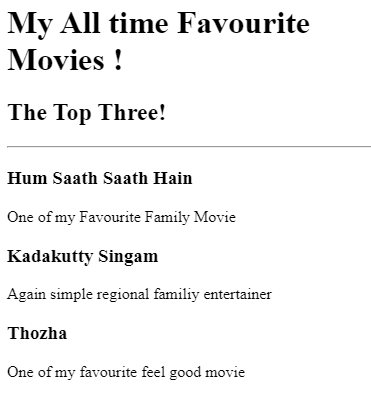 My All time Favourite
Movies !
The Top Three!
Hum Saath Saath Hain
One of my Favourite Family Movie
Kadakutty Singam
Again simple regional familiy entertainer
Thozha
One of my favourite feel good movie